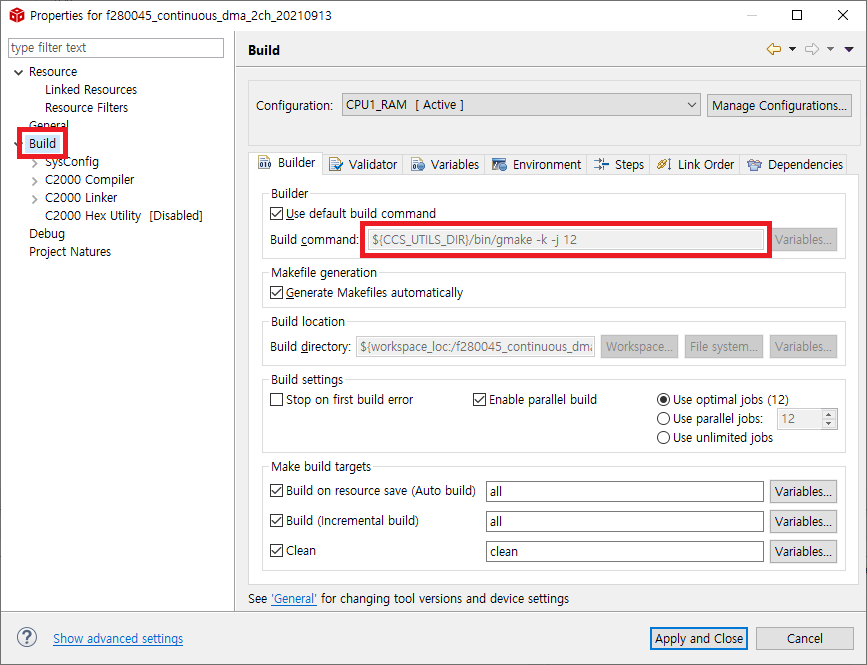 Properties for f280045_continuous_dma_2ch_20210913
type filter text
Resource
Linked Resources
Resource Filters
General
Build
SysConfig
C2000 Compiler
C2000 Linker
C2000 Hex Utility [Disabled]
Debug
Project Natures
Build
Configuration: CPU1_RAM [ Active ] Manage Configurations...
Builder Validator Variables Environment Steps Link Order Dependencies
Builder
Use default build command
Build command: ${CCS_UTILS_DIR}/bin/gmake -k -j 12 Variables...
Makefile generation
Generate Makefiles automatically
Build location
Build directory: ${workspace_loc:/f280045_continuous_dma Workspace... File system... Variables...
Build settings
Stop on first build error Enable parallel build Use optimal jobs (12)
Use parallel jobs: 12
Use unlimited jobs
Make build targets
Build on resource save (Auto build) all Variables...
Build (Incremental build) all Variables...
Clean clean Variables...
See 'General' for changing tool versions and device settings
? Show advanced settings Apply and Close Cancel